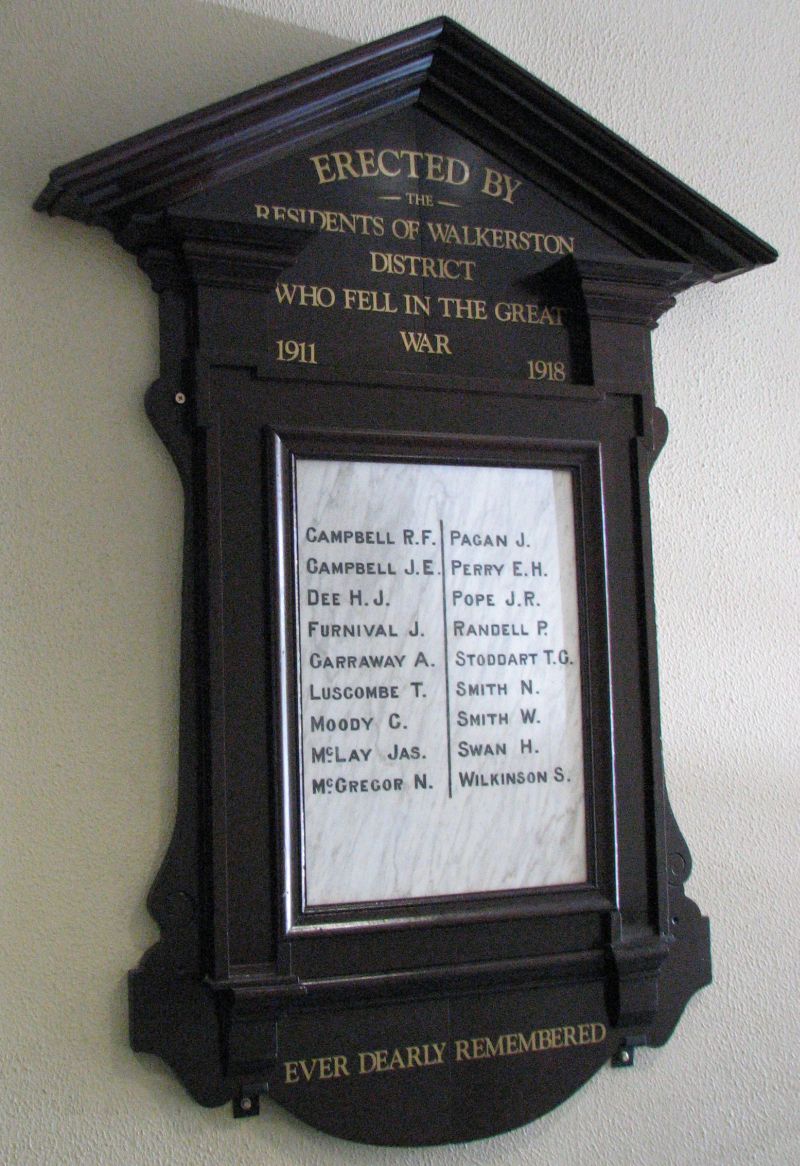 ERECTED BY
— THE —
RESIDENTS OF WALKERSTON
DISTRICT
WHO FELL IN THE GREAT
WAR
1911 1918
CAMPBELL R.F.
CAMPBELL J.E.
DEE H.J.
FURNIVAL J.
GARRAWAY A.
LUSCOMBE T.
MOODY C.
McLAY JAS.
McGREGOR N.
PAGAN J.
PERRY E.H.
POPE J.R.
RANDELL P.
STODDART T.G.
SMITH N.
SMITH W.
SWAN H.
WILKINSON S.
EVER DEARLY REMEMBERED